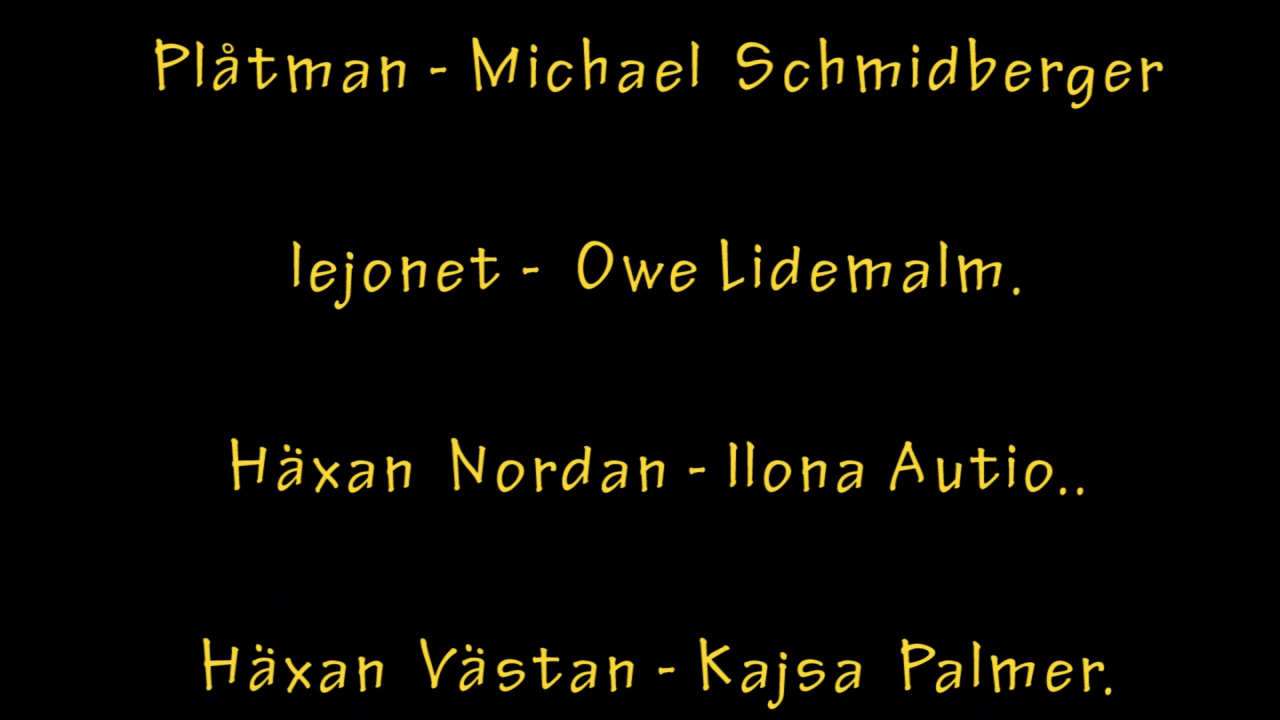 Plåtman - Michael Schmidberger
lejonet - Owe Lidemalm.
Häxan Nordan - Ilona Autio..
Häxan Västan - Kajsa Palmer.